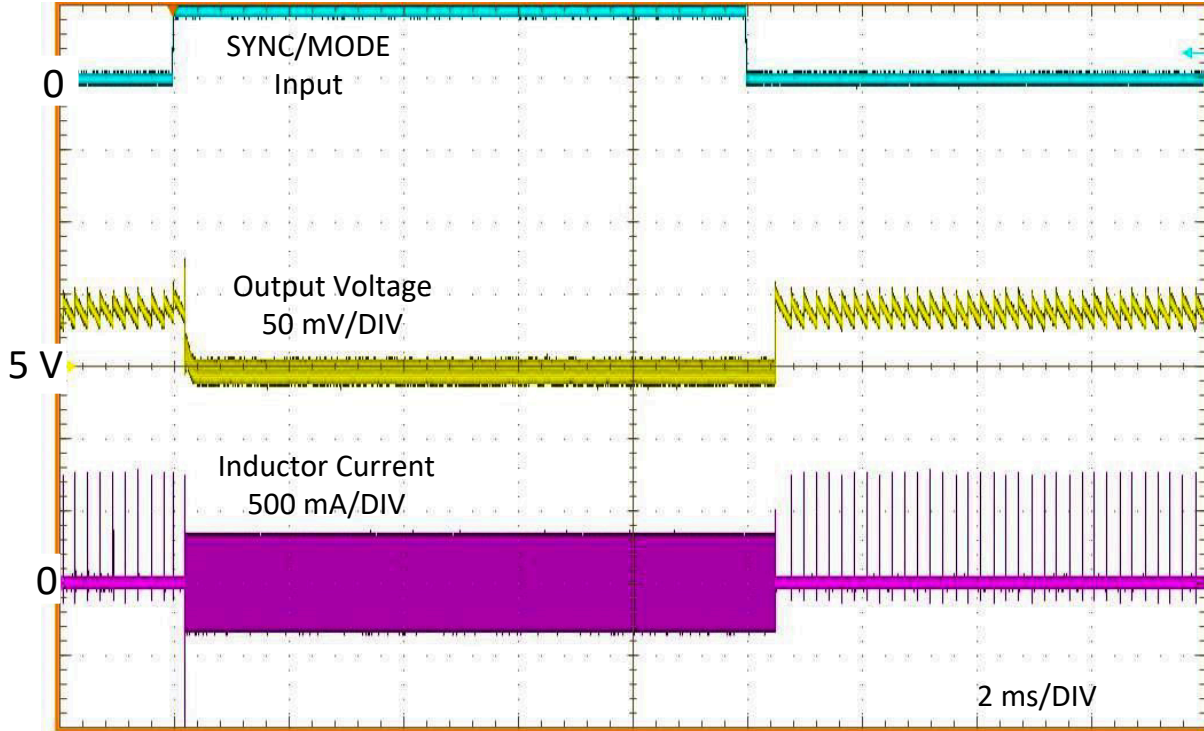 SYNC/MODE
Input
0
Output Voltage
50 mV/DIV
5 V
Inductor Current
500 mA/DIV
0
2 ms/DIV